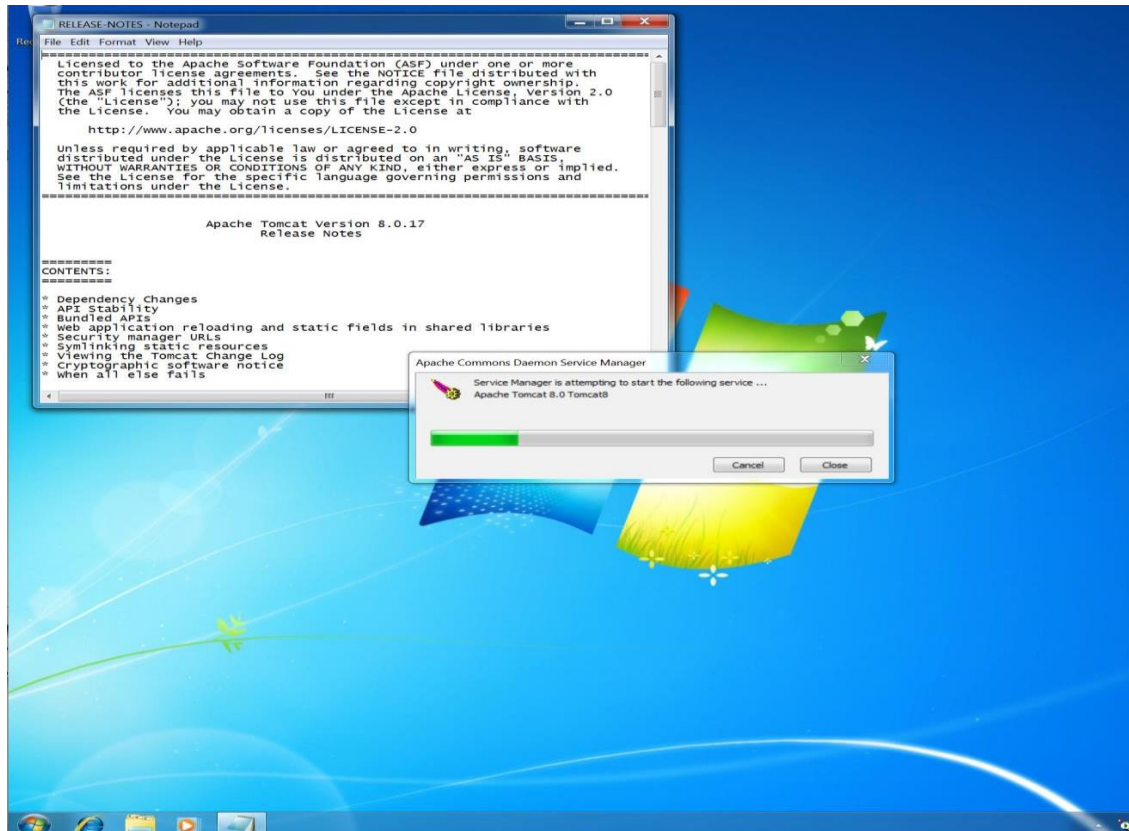 RELEASE-NOTES - Notepad
File Edit Format View Help
================================================================================
Licensed to the Apache Software Foundation (ASF) under one or more
contributor license agreements. See the NOTICE file distributed with
this work for additional information regarding copyright ownership.
The ASF licenses this file to You under the Apache License, Version 2.0
(the "License"); you may not use this file except in compliance with
the License. You may obtain a copy of the License at
http://www.apache.org/licenses/LICENSE-2.0
Unless required by applicable law or agreed to in writing, software
distributed under the License is distributed on an "AS IS" BASIS,
WITHOUT WARRANTIES OR CONDITIONS OF ANY KIND, either express or implied.
See the License for the specific language governing permissions and
limitations under the License.
================================================================================
Apache Tomcat Version 8.0.17
Release Notes
=========
CONTENTS:
=========
* Dependency Changes
* API Stability
* Bundled APIs
* Web application reloading and static fields in shared libraries
* Security manager URLs
* Symlinking static resources
* Viewing the Tomcat Change Log
* Cryptographic software notice
* When all else fails
Apache Commons Daemon Service Manager
Service Manager is attempting to start the following service ...
Apache Tomcat 8.0 Tomcat8
Cancel Close